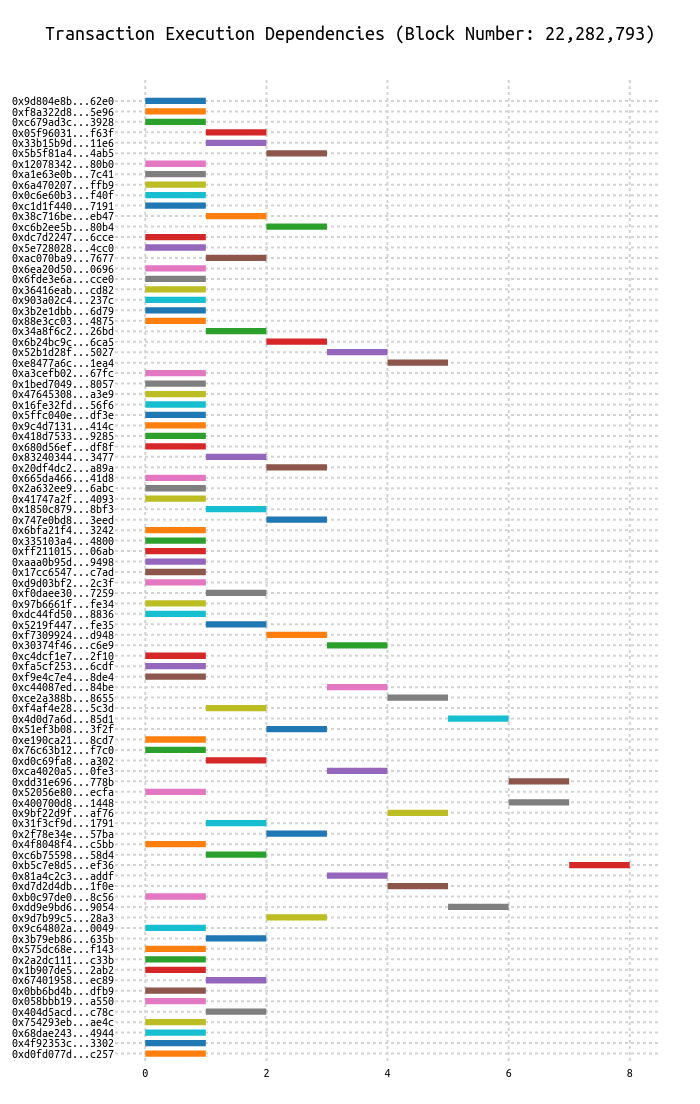 Transaction Execution Dependencies (Block Number: 22,282,793)
0x9d804e8b...62e0
0xf8a322d8...5e96
0xc679ad3c...3928
0x05f96031...f63f
0x33b15b9d...11e6
0x5b5f81a4...4ab5
0x12078342...80b0
0xa1e63e0b...7c41
0x6a470207...ffb9
0x0c6e60b3...f40f
0xc1d1f440...7191
0x38c716be...eb47
0xc6b2ee5b...80b4
0xdc7d2247...6cce
0x5e728028...4cc0
0xac070ba9...7677
0x6ea20d50...0696
0x6fde3e6a...cce0
0x36416eab...cd82
0x903a02c4...237c
0x3b2e1dbb...6d79
0x88e3cc03...4875
0x34a8f6c2...26bd
0x6b24bc9c...6ca5
0x52b1d28f...5027
0xe8477a6c...1ea4
0xa3cefb02...67fc
0x1bed7049...8057
0x47645308...a3e9
0x16fe32fd...56f6
0x5ffc040e...df3e
0x9c4d7131...414c
0x418d7533...9285
0x680d56ef...df8f
0x83240344...3477
0x20df4dc2...a89a
0x665da466...41d8
0x2a632ee9...6abc
0x41747a2f...4093
0x1850c879...8bf3
0x747e0bd8...3eed
0x6bfa21f4...3242
0x335103a4...4800
0xff211015...06ab
0xaaa0b95d...9498
0x17cc6547...c7ad
0xd9d03bf2...2c3f
0xf0daee30...7259
0x97b6661f...fe34
0xdc44fd50...8836
0x5219f447...fe35
0xf7309924...d948
0x30374f46...c6e9
0xc4dcf1e7...2f10
0xfa5cf253...6cdf
0xf9e4c7e4...8de4
0xc44087ed...84be
0xce2a388b...8655
0xf4af4e28...5c3d
0x4d0d7a6d...85d1
0x51ef3b08...3f2f
0xe190ca21...8cd7
0x76c63b12...f7c0
0xd0c69fa8...a302
0xca4020a5...0fe3
0xdd31e696...778b
0x52056e80...ecfa
0x400700d8...1448
0x9bf22d9f...af76
0x31f3cf9d...1791
0x2f78e34e...57ba
0x4f8048f4...c5bb
0xc6b75598...58d4
0xb5c7e8d5...ef36
0x81a4c2c3...addf
0xd7d2d4db...1f0e
0xb0c97de0...8c56
0xdd9e9bd6...9054
0x9d7b99c5...28a3
0x9c64802a...0049
0x3b79eb86...635b
0x575dc68e...f143
0x2a2dc111...c33b
0x1b907de5...2ab2
0x67401958...ec89
0x0bb6bd4b...dfb9
0x058bbb19...a550
0x404d5acd...c78c
0x754293eb...ae4c
0x68dae243...4944
0x4f92353c...3302
0xd0fd077d...c257
0 2 4 6 8